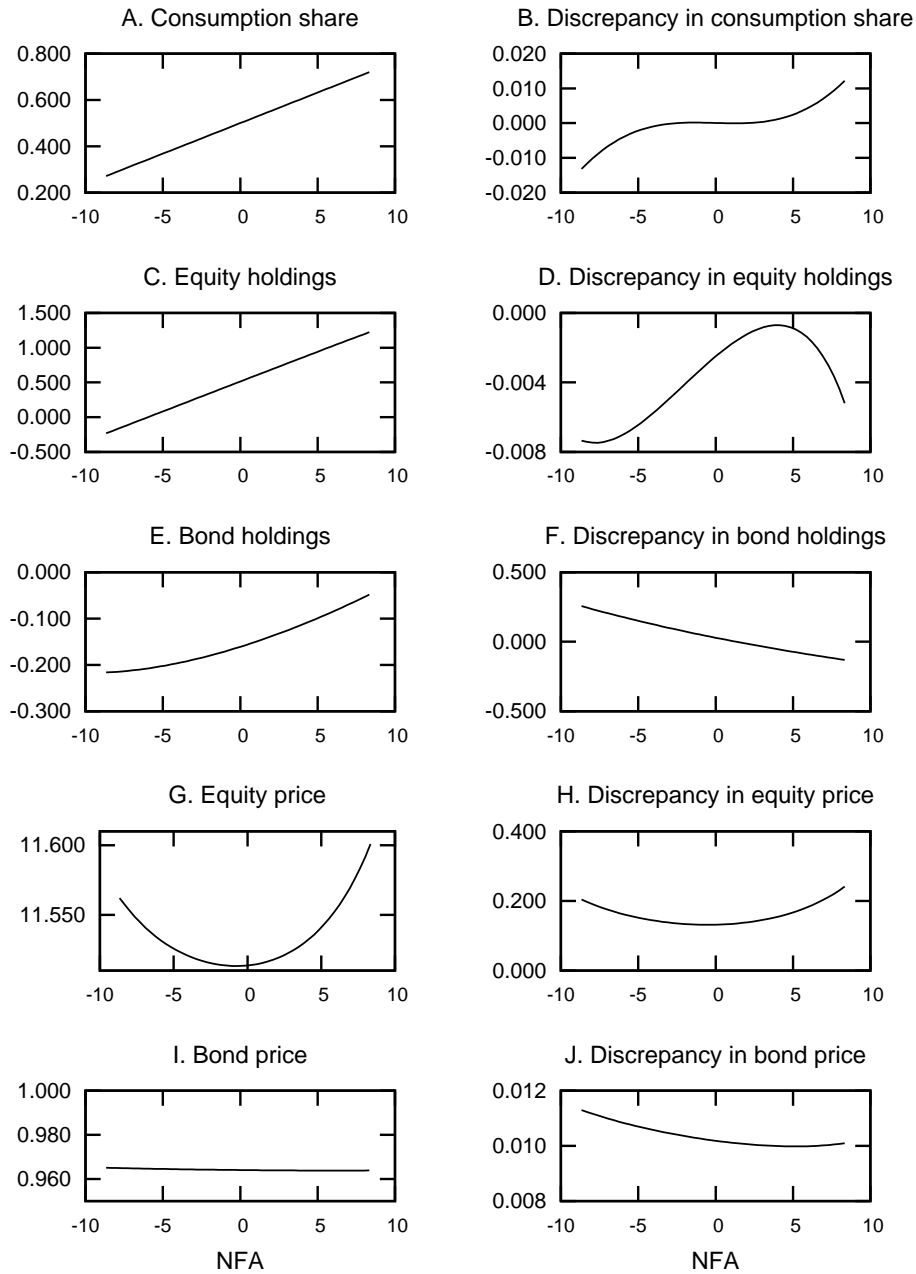 A. Consumption share
0.800
0.600
0.400
0.200
-10 -5 0 5 10
B. Discrepancy in consumption share
0.020
0.010
0.000
-0.010
-0.020
-10 -5 0 5 10
C. Equity holdings
1.500
1.000
0.500
0.000
-0.500
-10 -5 0 5 10
D. Discrepancy in equity holdings
0.000
-0.004
-0.008
-10 -5 0 5 10
E. Bond holdings
0.000
-0.100
-0.200
-0.300
-10 -5 0 5 10
F. Discrepancy in bond holdings
0.500
0.000
-0.500
-10 -5 0 5 10
G. Equity price
11.600
11.550
-10 -5 0 5 10
H. Discrepancy in equity price
0.400
0.200
0.000
-10 -5 0 5 10
I. Bond price
1.000
0.980
0.960
-10 -5 0 5 10
NFA
J. Discrepancy in bond price
0.012
0.010
0.008
-10 -5 0 5 10
NFA